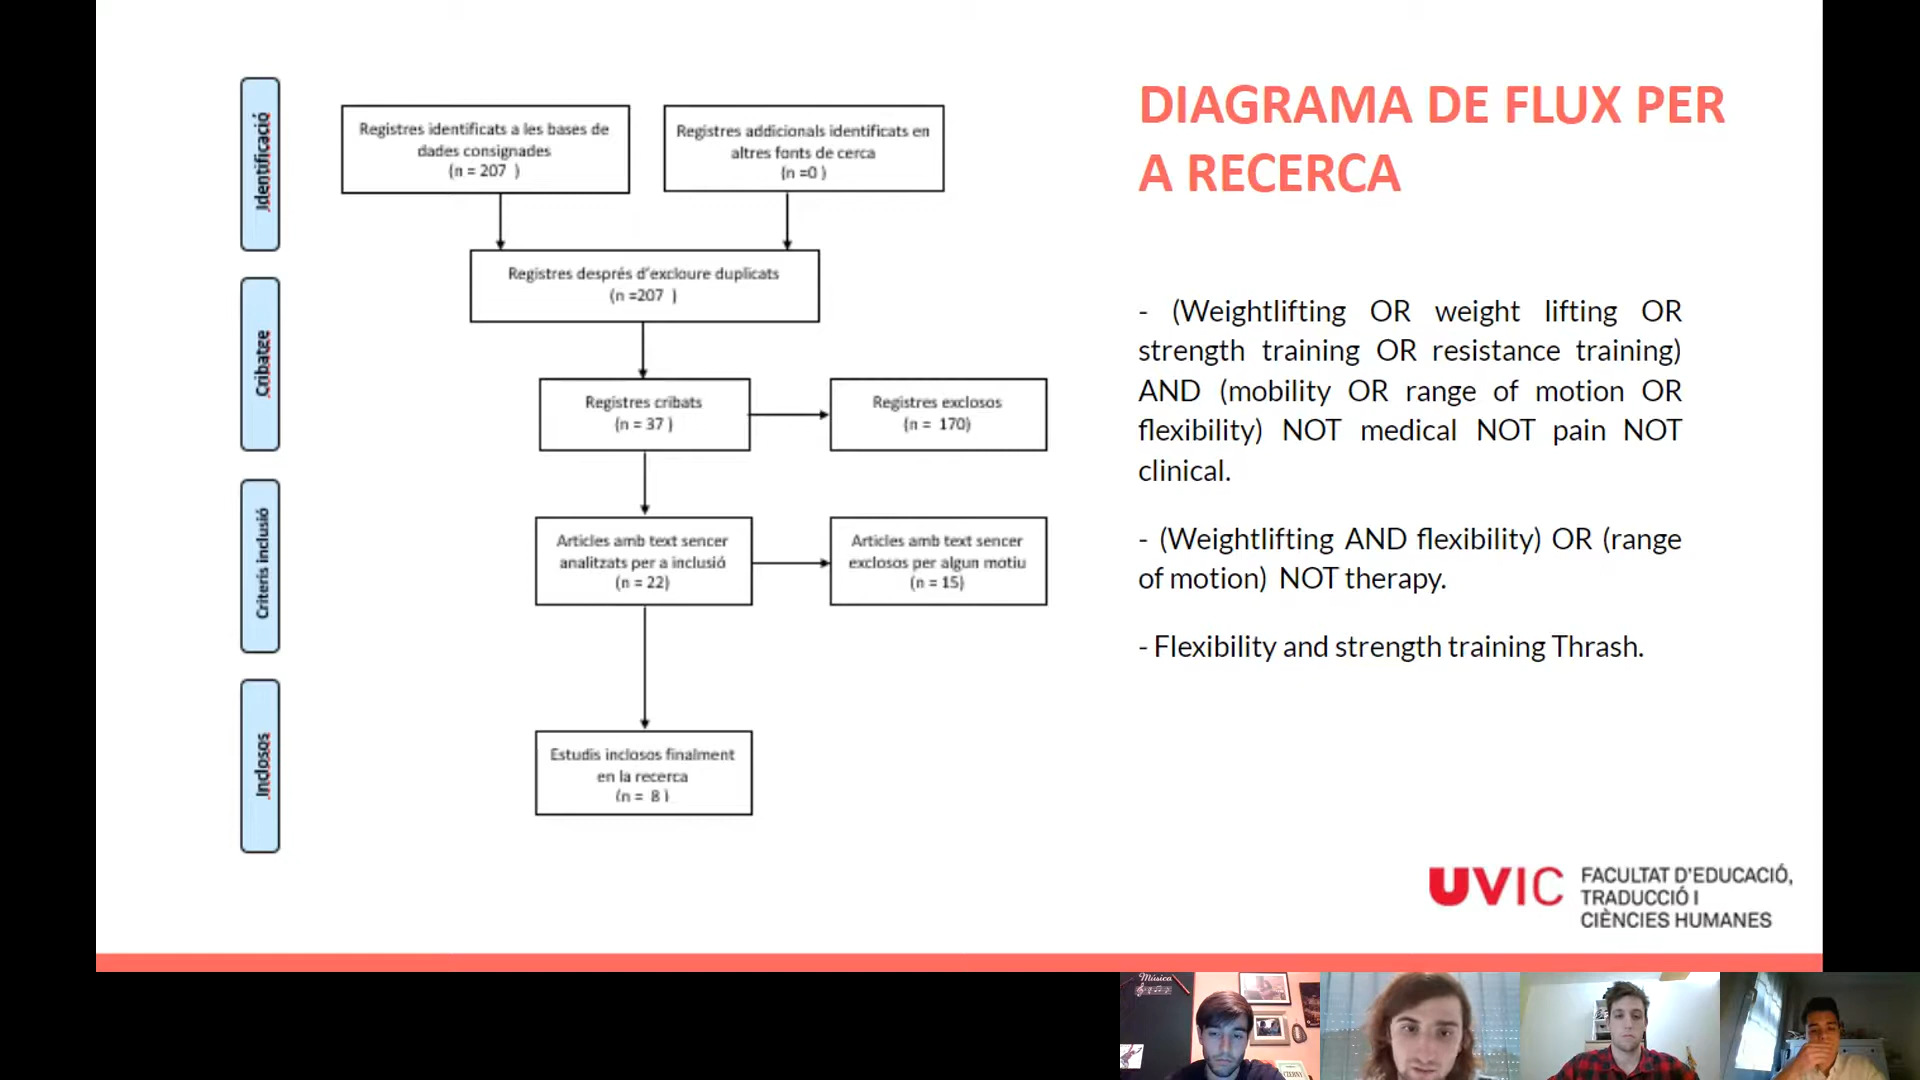 DIAGRAMA DE FLUX PER
A RECERCA
Identificació
Registres identificats a les bases de
dades consignades
(n = 207 )
Registres addicionals identificats en
altres fonts de cerca
(n =0 )
Registres després d'excloure duplicats
(n =207 )
Cribatge
Registres cribats
(n = 37 )
Registres exclosos
(n = 170)
Criteris inclusió
Articles amb text sencer
analitzats per a inclusió
(n = 22)
Articles amb text sencer
exclosos per algun motiu
(n = 15)
Inclosos
Estudis inclosos finalment
en la recerca
(n = 8 )
- (Weightlifting OR weight lifting OR
strength training OR resistance training)
AND (mobility OR range of motion OR
flexibility) NOT medical NOT pain NOT
clinical.
- (Weightlifting AND flexibility) OR (range
of motion) NOT therapy.
- Flexibility and strength training Thrash.
UVIC
FACULTAT D'EDUCACIÓ,
TRADUCCIÓ I
CIÈNCIES HUMANES
Música